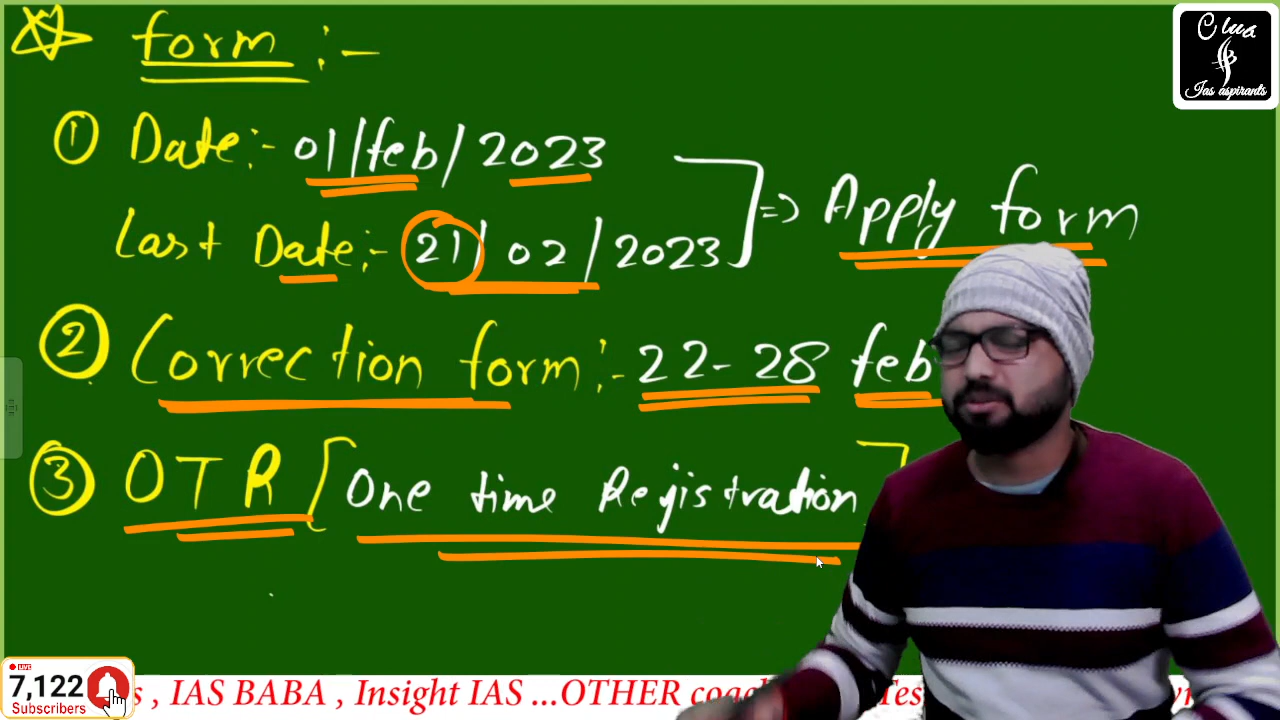 form :-
Clua
Ias aspirants
① Date:- 01/feb/2023
Last Date:- 21/02/2023 ] => Apply form
② Correction form:- 22-28 feb
③ OTR [One time Registration]
LIVE
7,122
Subscribers
, IAS BABA , Insight IAS ...OTHER